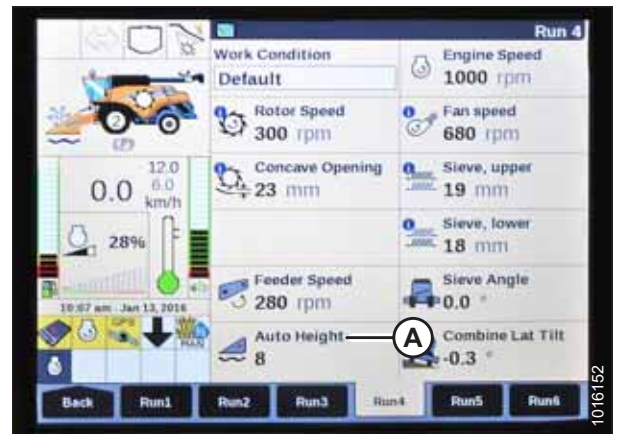 Run 4
Work Condition
Default
Engine Speed
1000 rpm
Rotor Speed
300 rpm
Fan speed
680 rpm
Concave Opening
23 mm
Sieve, upper
19 mm
Sieve, lower
18 mm
Feeder Speed
280 rpm
Sieve Angle
0.0 °
Auto Height
8
A
Combine Lat Tilt
-0.3 °
2
(P)
0.0
12.0
6.0
km/h
28%
10:07 am Jan 13, 2016
GPS
MAN
Back
Run1
Run2
Run3
Run4
Run5
Run6
1016152